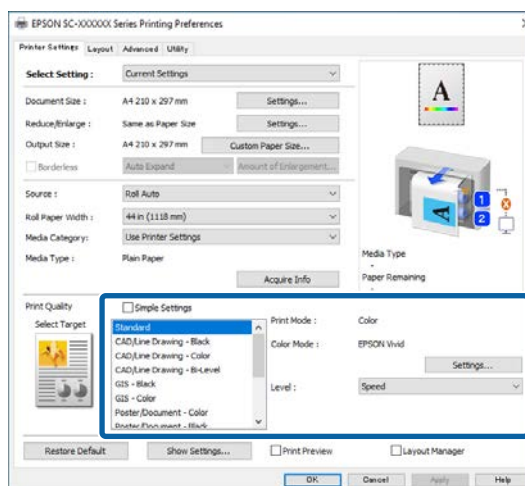 EPSON SC-XXXXXX Series Printing Preferences
Printer Settings Layout Advanced Utility
Select Setting : Current Settings
Document Size : A4 210 x 297 mm Settings...
Reduce/Enlarge : Same as Paper Size Settings...
Output Size : A4 210 x 297 mm Custom Paper Size...
Borderless Auto Expand Amount of Enlargement...
Source : Roll Auto
Roll Paper Width : 44 in (1118 mm)
Media Category: Use Printer Settings
Media Type : Plain Paper
Acquire Info
A
A
1
2
Media Type
-
Paper Remaining
-
Print Quality
Select Target
Simple Settings
Standard
CAD/Line Drawing - Black
CAD/Line Drawing - Color
CAD/Line Drawing - Bi-Level
GIS - Black
GIS - Color
Poster/Document - Color
Poster/Document - Black
Print Mode : Color
Color Mode : EPSON Vivid
Settings...
Level : Speed
Restore Default Show Settings... Print Preview Layout Manager
OK Cancel Apply Help